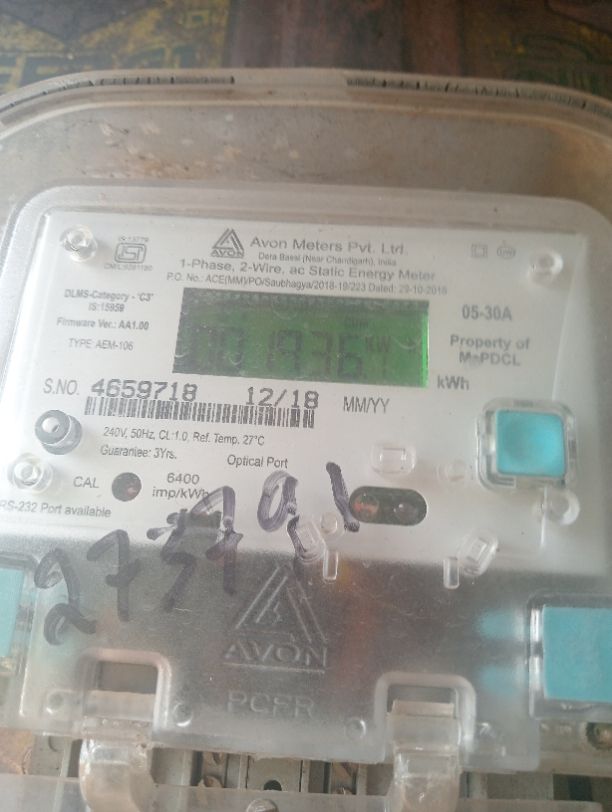 IS:13779
AVON
Avon Meters Pvt. Ltd.
Dera Bassi (Near Chandigarh), India
1-Phase, 2-Wire, ac Static Energy Meter
P.O. No.: ACE(MM)/PO/Saubhagya/2018-19/223 Dated: 29-10-2018
DLMS-Category - "C3"
IS:15959
Firmware Ver.: AA1.00
TYPE: AEM-106
05-30A
Property of
MePDCL
kWh
S.NO. 4659718 12/18 MM/YY
240V, 50Hz, CL:1.0, Ref. Temp. 27°C
Guarantee: 3Yrs.
Optical Port
CAL
6400
imp/kWh
RS-232 Port available
AVON